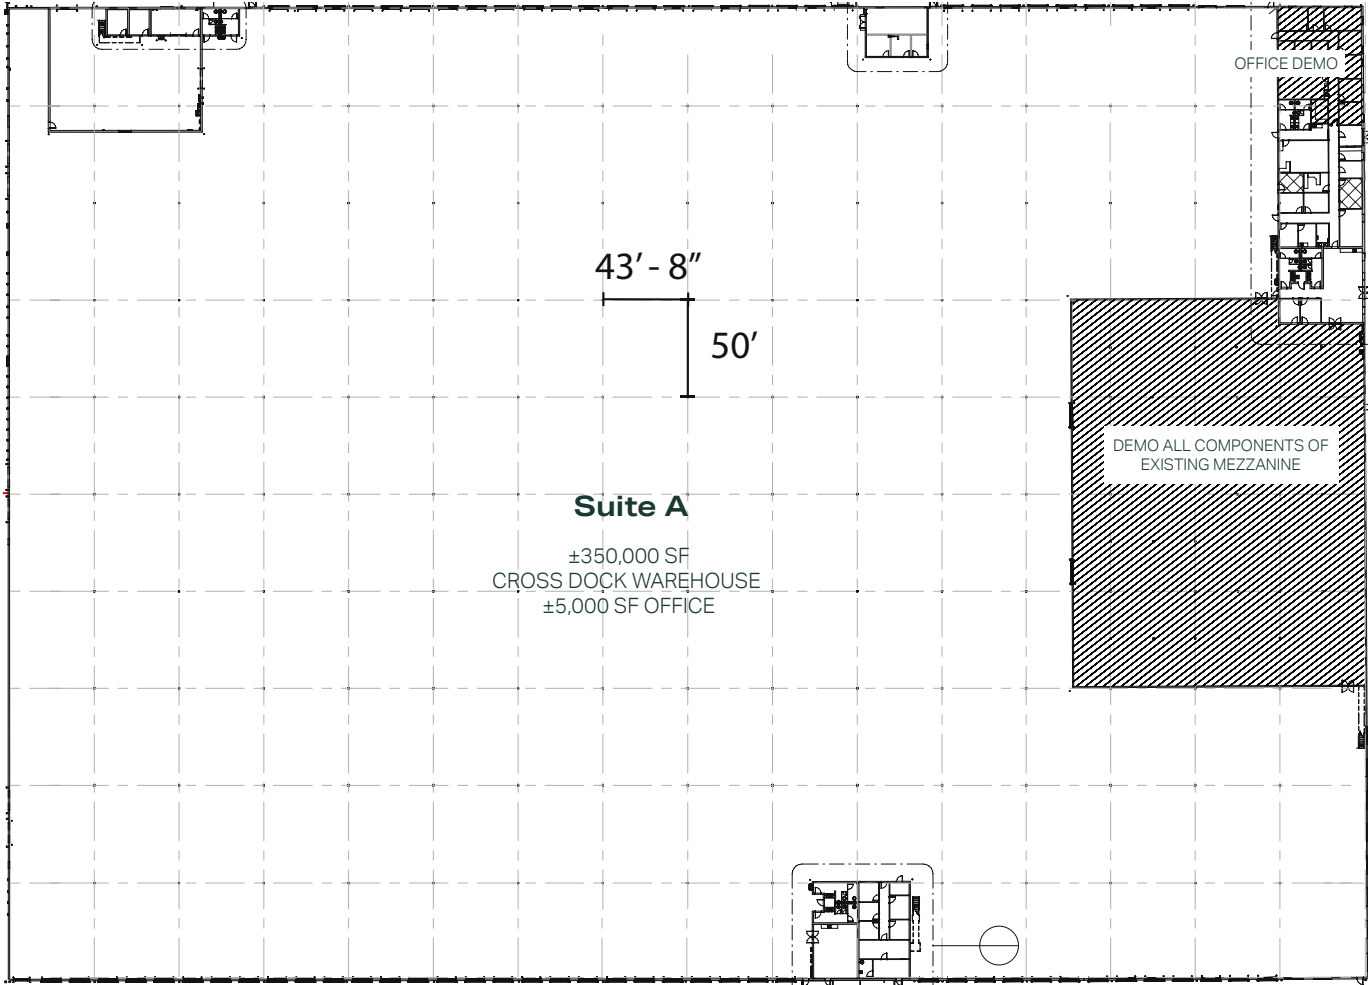 OFFICE DEMO
43’ - 8”
50’
DEMO ALL COMPONENTS OF
EXISTING MEZZANINE
Suite A
±350,000 SF
CROSS DOCK WAREHOUSE
±5,000 SF OFFICE